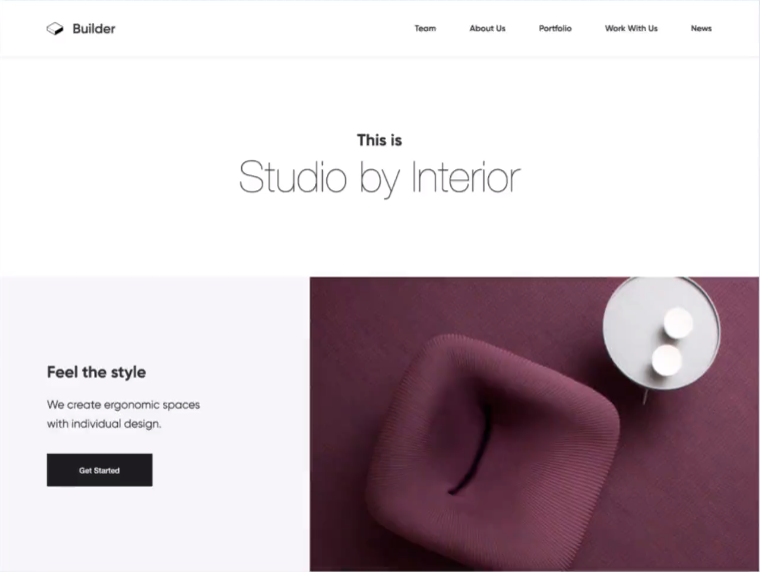 Builder
Team About Us Portfolio Work With Us News
This is
Studio by Interior
Feel the style
We create ergonomic spaces
with individual design.
Get Started